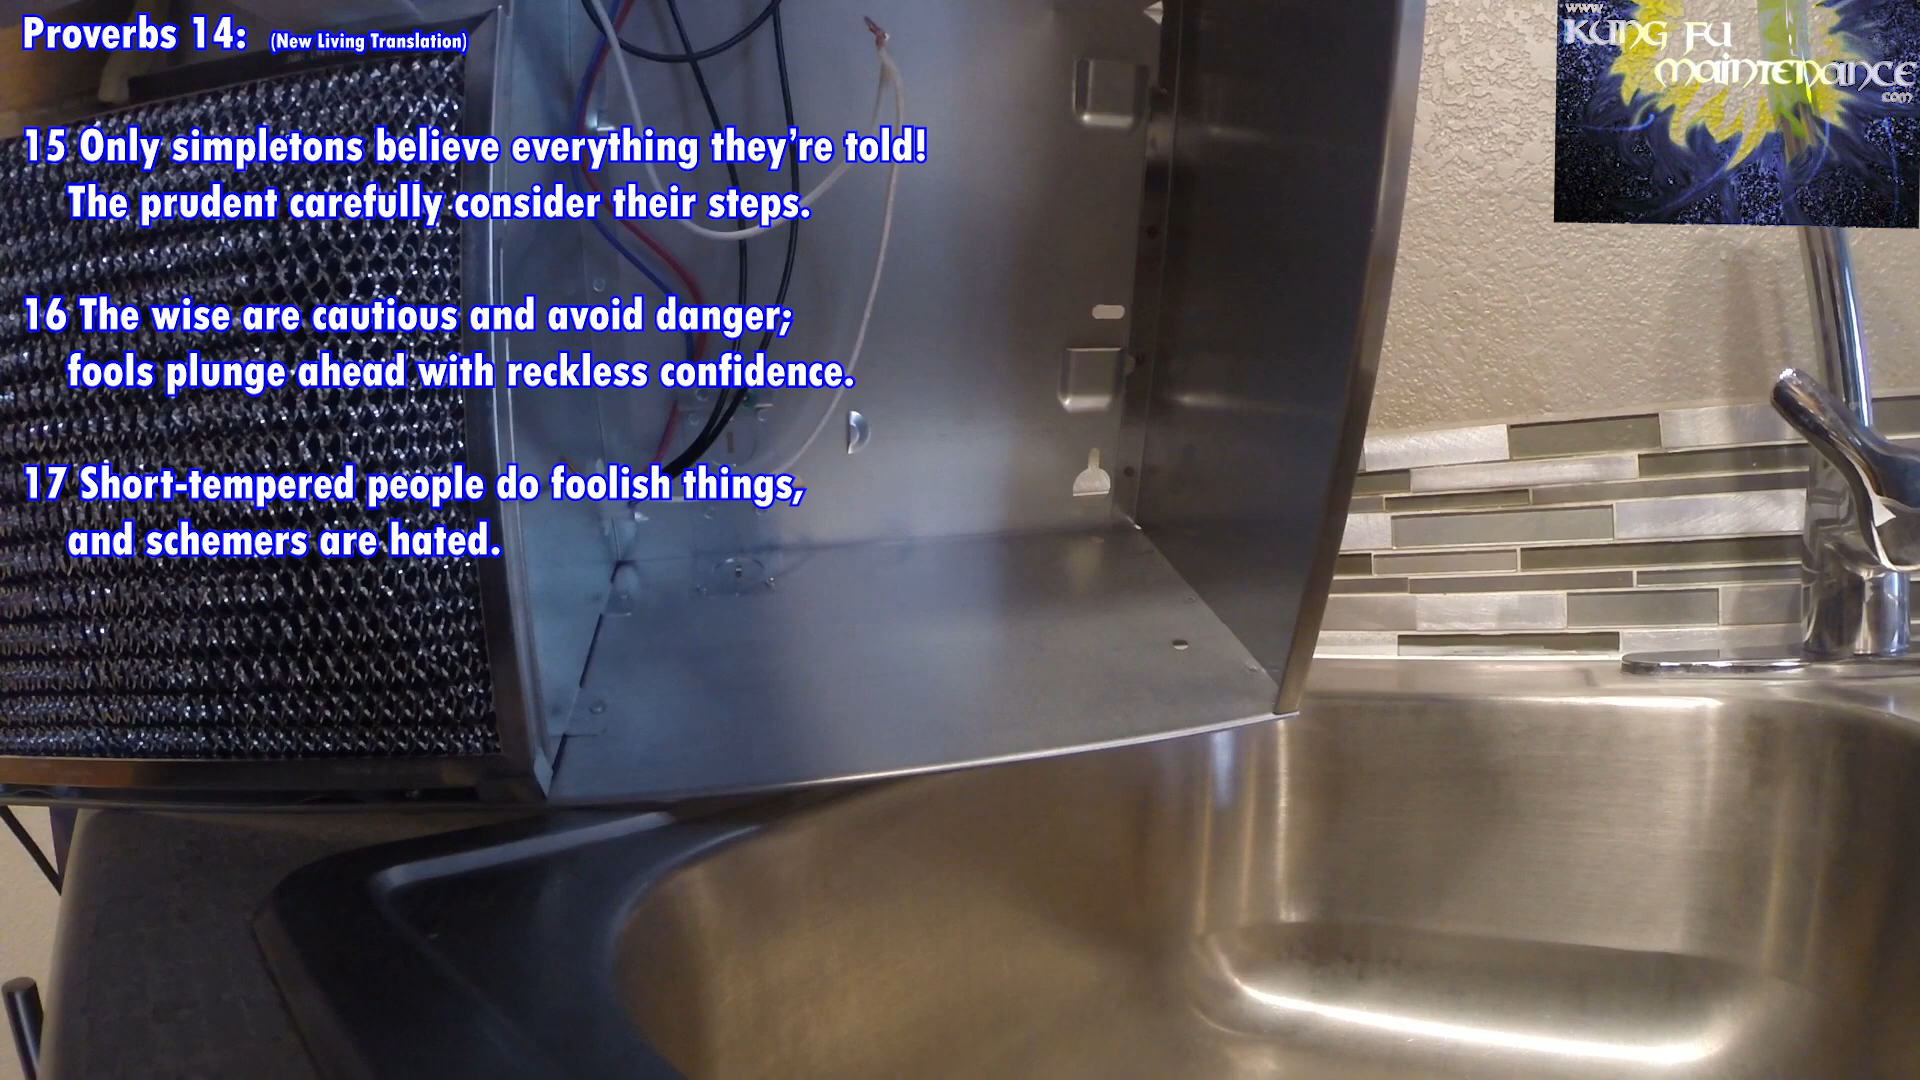 Proverbs 14: (New Living Translation)
15 Only simpletons believe everything they’re told!
The prudent carefully consider their steps.
16 The wise are cautious and avoid danger;
fools plunge ahead with reckless confidence.
17 Short-tempered people do foolish things,
and schemers are hated.
www.
Kung Fu
Maintenance
.com